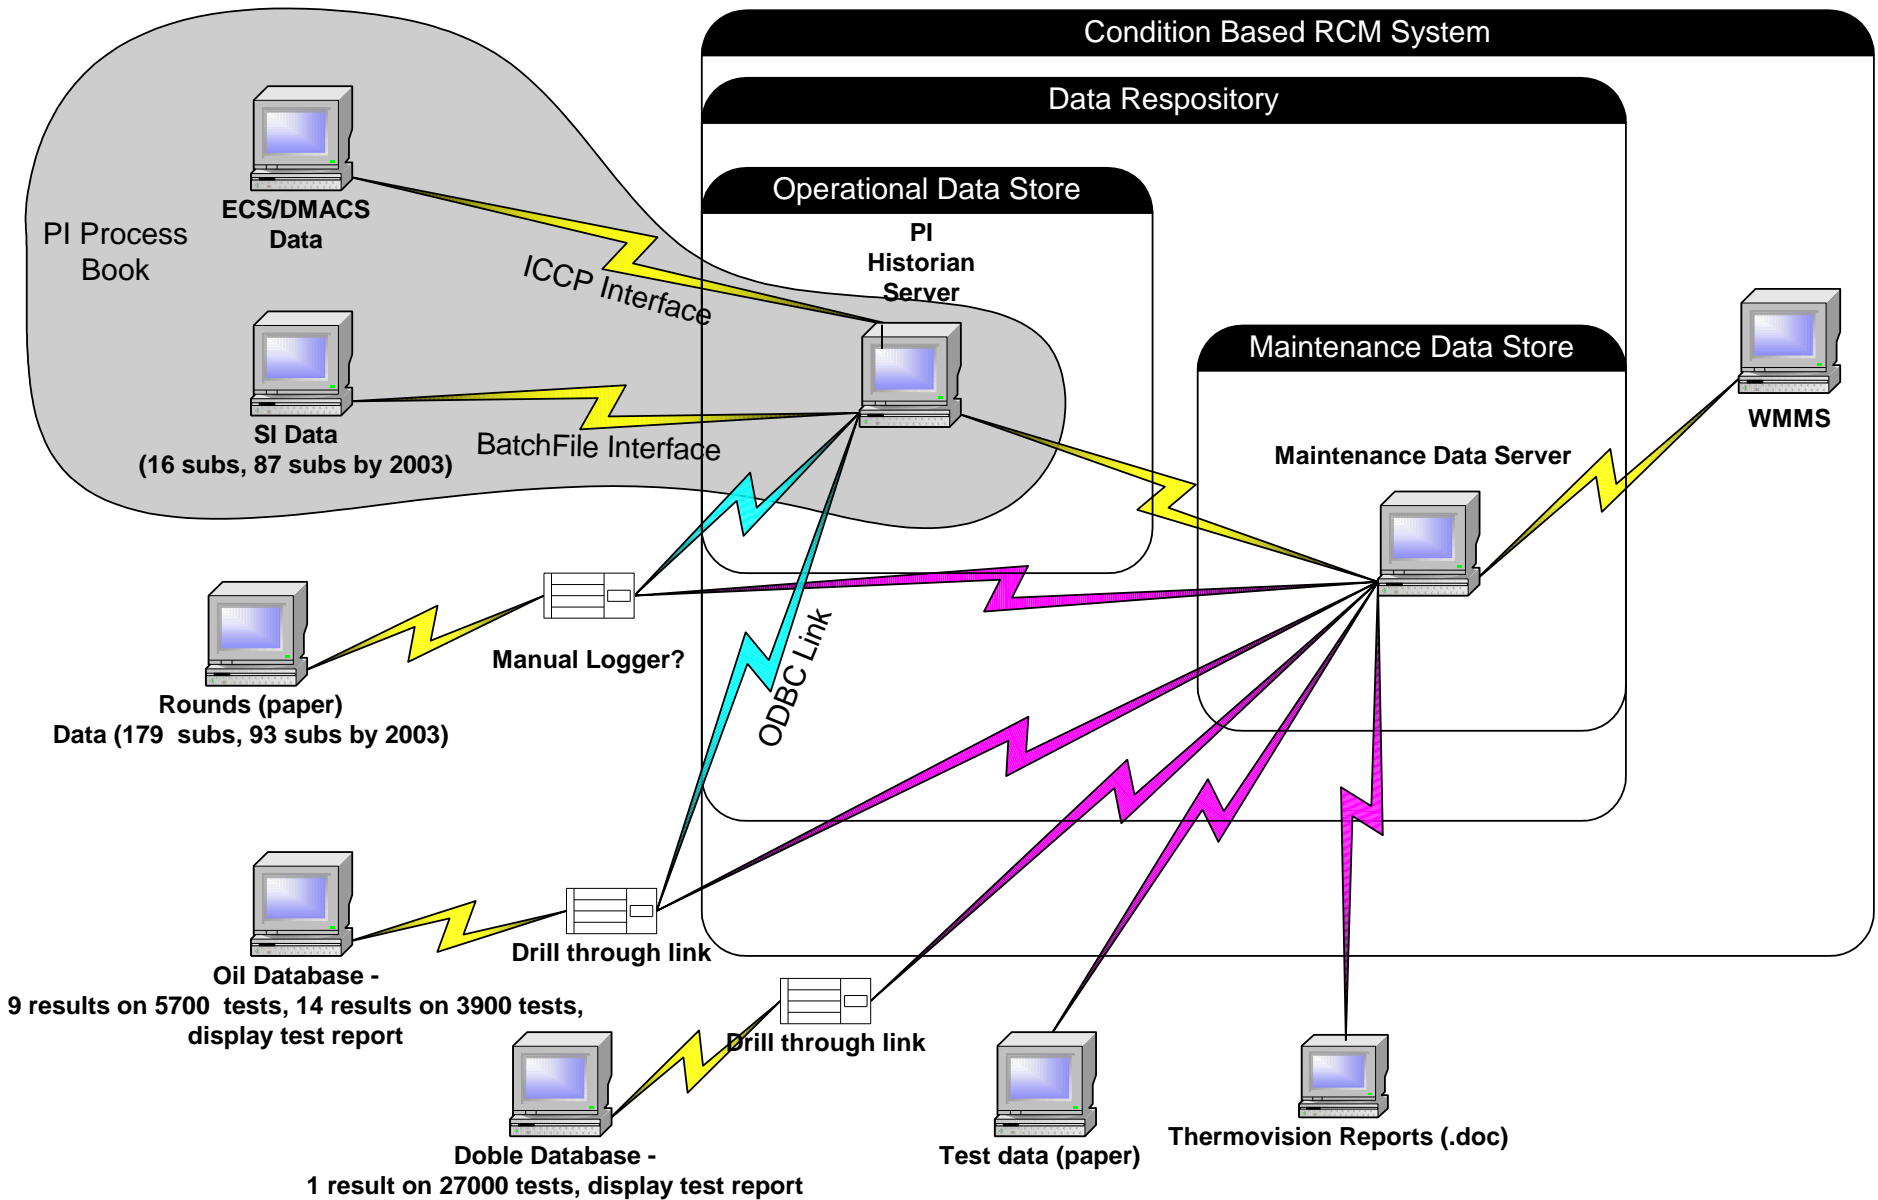 Condition Based RCM System
Data Respository
Operational Data Store
PI
Historian
Server
ECS/DMACS
Data
PI Process
Book
ICCP Interface
Maintenance Data Store
SI Data
(16 subs, 87 subs by 2003)
BatchFile Interface
WMMS
Maintenance Data Server
Manual Logger?
ODBC Link
Rounds (paper)
Data (179  subs, 93 subs by 2003)
Drill through link
Oil Database -
9 results on 5700  tests, 14 results on 3900 tests,
display test report
Drill through link
Doble Database -
1 result on 27000 tests, display test report
Test data (paper)
Thermovision Reports (.doc)